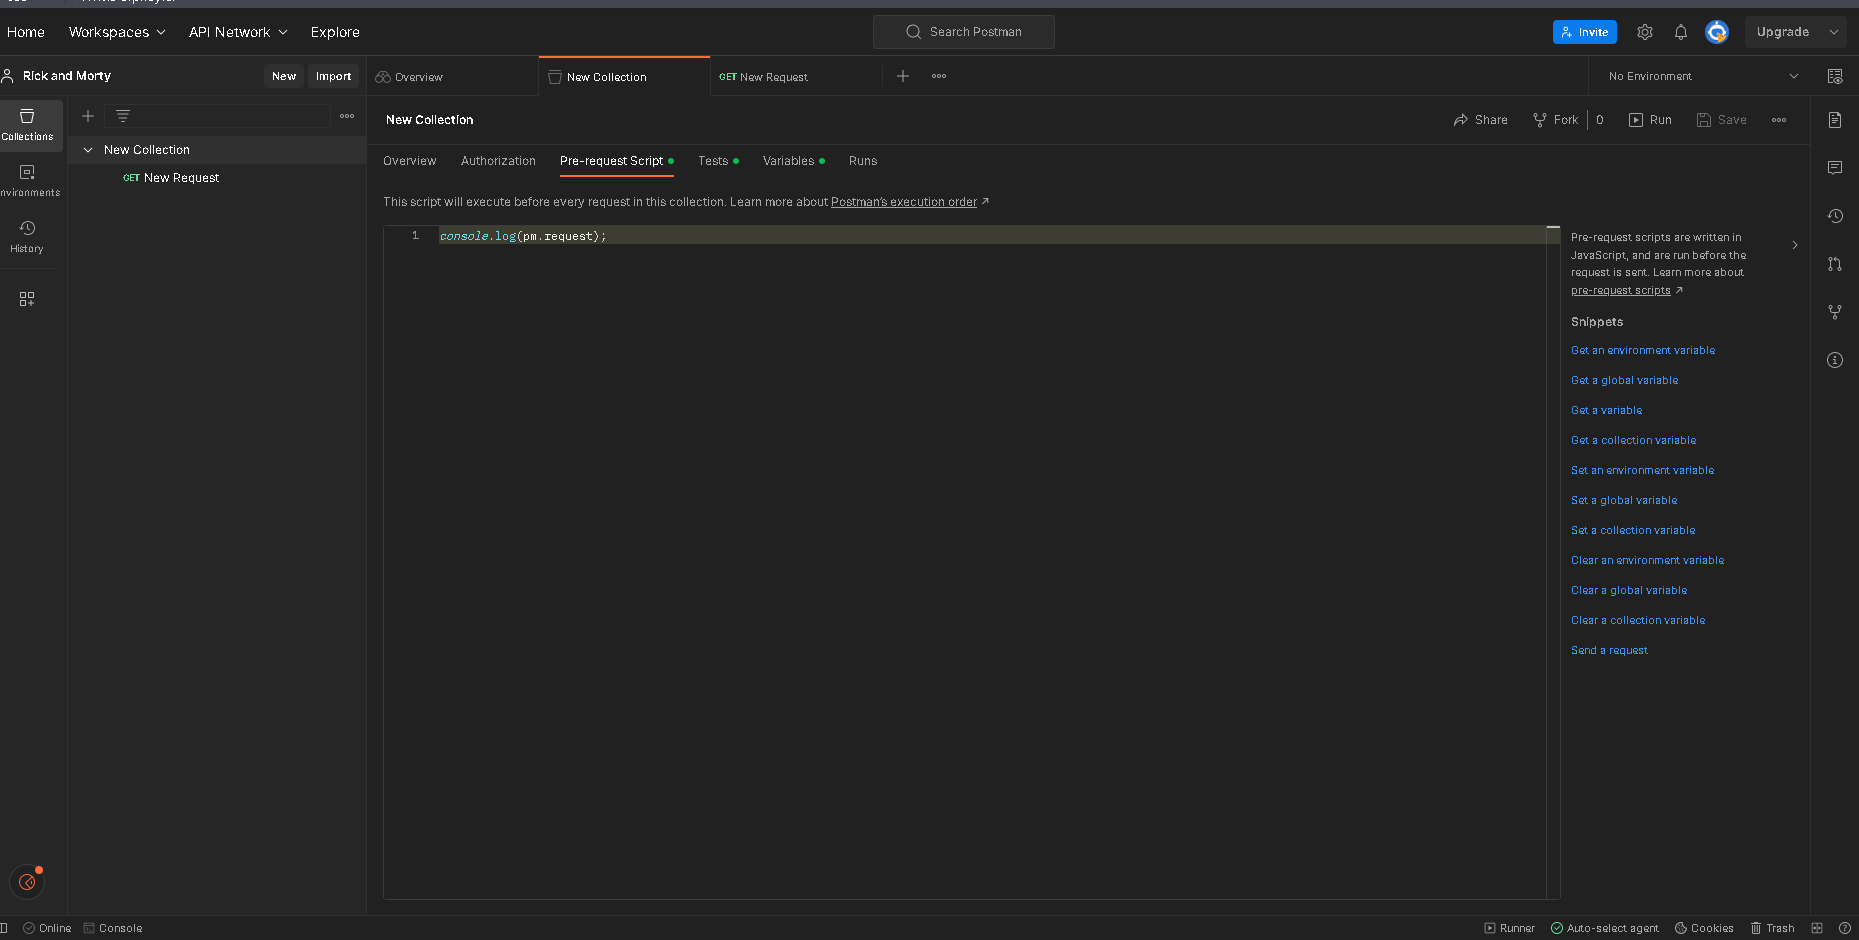 Home Workspaces API Network Explore Search Postman Invite Upgrade
Rick and Morty New Import Overview New Collection GET New Request No Environment
Collections
New Collection Share Fork 0 Run Save
New Collection
Overview Authorization Pre-request Script Tests Variables Runs
GET New Request
nvironments
This script will execute before every request in this collection. Learn more about Postman's execution order ↗
1 console.log(pm.request);
History
Pre-request scripts are written in
JavaScript, and are run before the
request is sent. Learn more about
pre-request scripts ↗
Snippets
Get an environment variable
Get a global variable
Get a variable
Get a collection variable
Set an environment variable
Set a global variable
Set a collection variable
Clear an environment variable
Clear a global variable
Clear a collection variable
Send a request
Online Console Runner Auto-select agent Cookies Trash